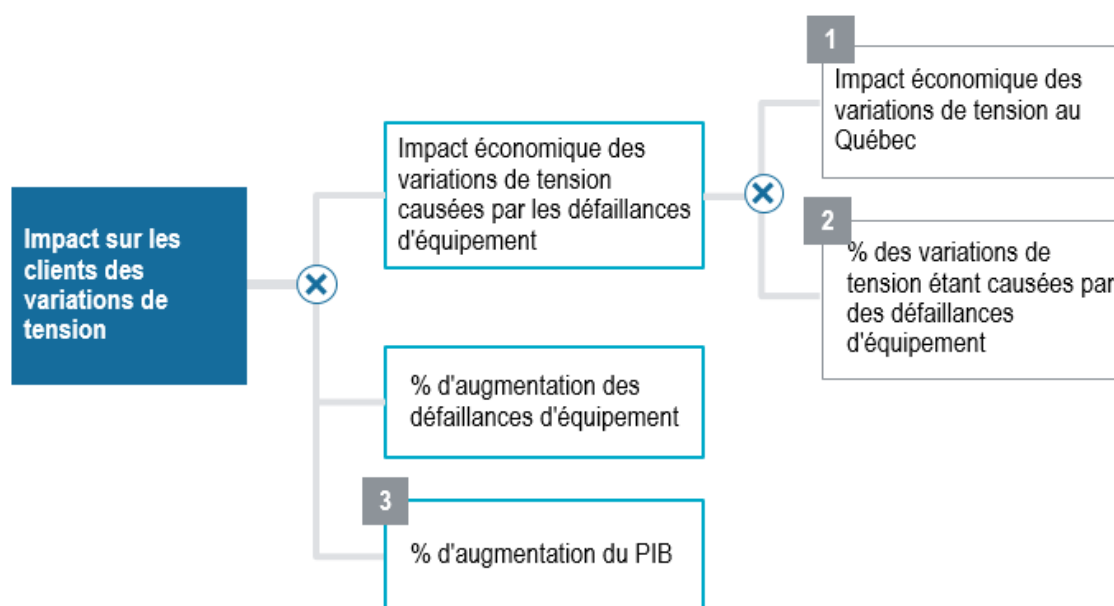 Impact sur les
clients des
variations de
tension
Impact économique des
variations de tension
causées par les défaillances
d'équipement
% d'augmentation des
défaillances d'équipement
3
% d'augmentation du PIB
1
Impact économique des
variations de tension au
Québec
2
% des variations de
tension étant causées par
des défaillances
d'équipement